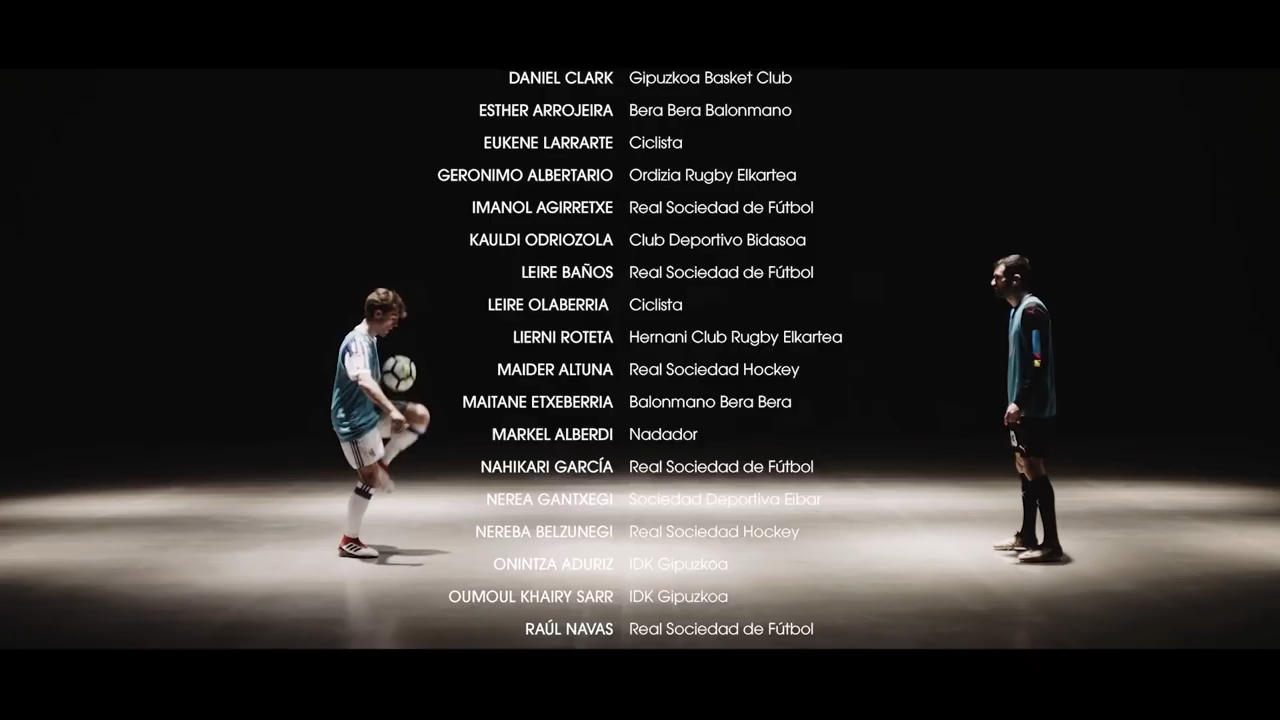 DANIEL CLARK Gipuzkoa Basket Club
ESTHER ARROJEIRA Bera Bera Balonmano
EUKENE LARRARTE Ciclista
GERONIMO ALBERTARIO Ordizia Rugby Elkartea
IMANOL AGIRRETXE Real Sociedad de Fútbol
KAULDI ODRIOZOLA Club Deportivo Bidasoa
LEIRE BAÑOS Real Sociedad de Fútbol
LEIRE OLABERRIA Ciclista
LIERNI ROTETA Hernani Club Rugby Elkartea
MAIDER ALTUNA Real Sociedad Hockey
MAITANE ETXEBERRIA Balonmano Bera Bera
MARKEL ALBERDI Nadador
NAHIKARI GARCÍA Real Sociedad de Fútbol
NEREA GANTXEGI Sociedad Deportiva Eibar
NEREBA BELZUNEGI Real Sociedad Hockey
ONINTZA ADURIZ IDK Gipuzkoa
OUMOUL KHAIRY SARR IDK Gipuzkoa
RAÚL NAVAS Real Sociedad de Fútbol